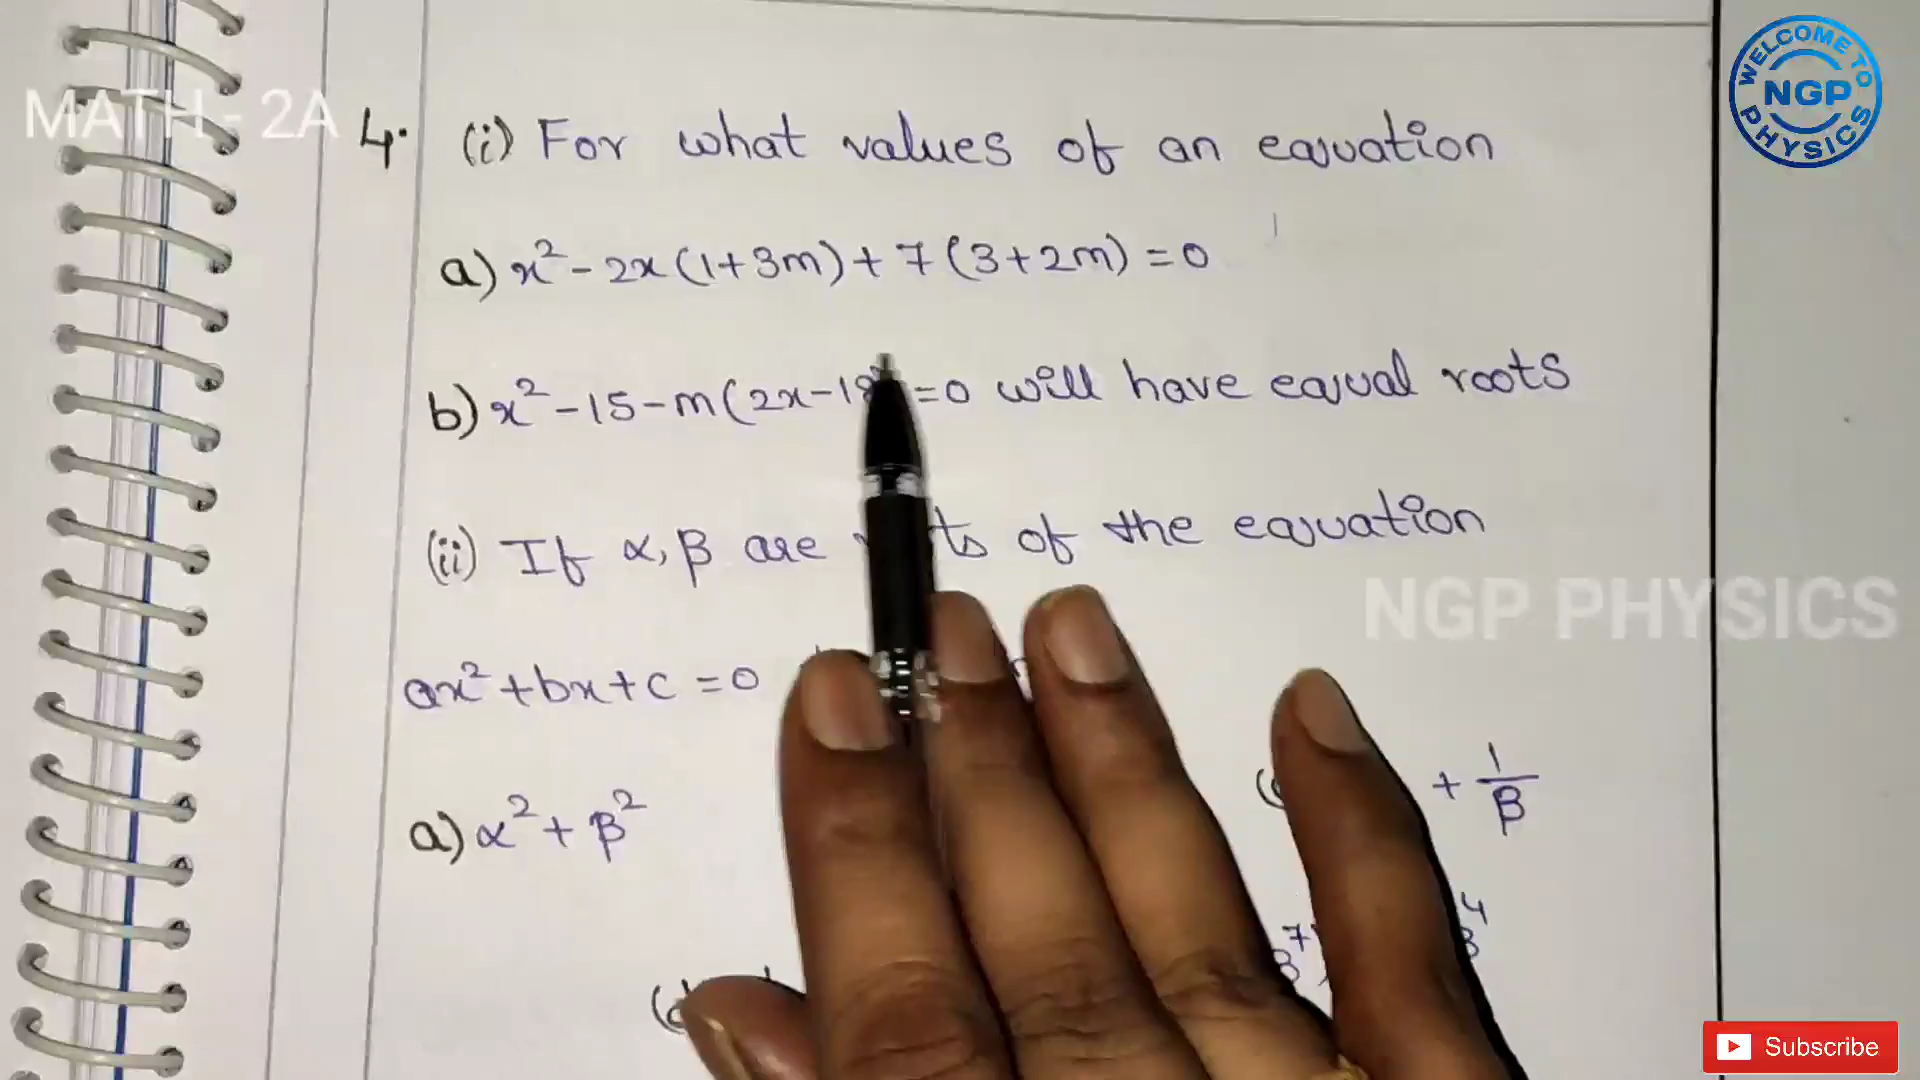 WELCOME TO
NGP
PHYSICS
MATH - 2A
4. (i) For what values of an equation
a) x² - 2x (1+3m) + 7 (3+2m) = 0
b) x² - 15 - m (2x - 1 = 0 will have equal roots
(ii) If α, β are of the equation
NGP PHYSICS
ax² + bx + c = 0
a) α² + β² + 1/β
Subscribe